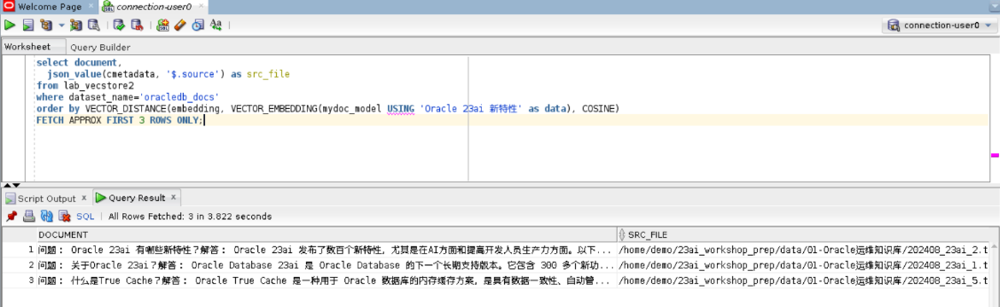 Welcome Page
connection-user0
connection-user0
Worksheet Query Builder
select document,
json_value(cmetadata, '$.source') as src_file
from lab_vecstore2
where dataset_name='oracledb_docs'
order by VECTOR_DISTANCE(embedding, VECTOR_EMBEDDING(mydoc_model USING 'Oracle 23ai 新特性' as data), COSINE)
FETCH APPROX FIRST 3 ROWS ONLY;
Script Output Query Result
SQL All Rows Fetched: 3 in 3.822 seconds
DOCUMENT SRC_FILE
1 问题： Oracle 23ai 有哪些新特性？解答： Oracle 23ai 发布了数百个新特性，尤其是在AI方面和提高开发人员生产力方面。以下... /home/demo/23ai_workshop_prep/data/01-Oracle运维知识库/202408_23ai_2.t
2 问题： 关于Oracle 23ai？解答： Oracle Database 23ai 是 Oracle Database 的下一个长期支持版本。它包含 300 多个新功... /home/demo/23ai_workshop_prep/data/01-Oracle运维知识库/202408_23ai_1.t
3 问题： 什么是True Cache？解答： Oracle True Cache 是一种用于 Oracle 数据库的内存缓存方案，是具有数据一致性、自动管... /home/demo/23ai_workshop_prep/data/01-Oracle运维知识库/202408_23ai_5.t